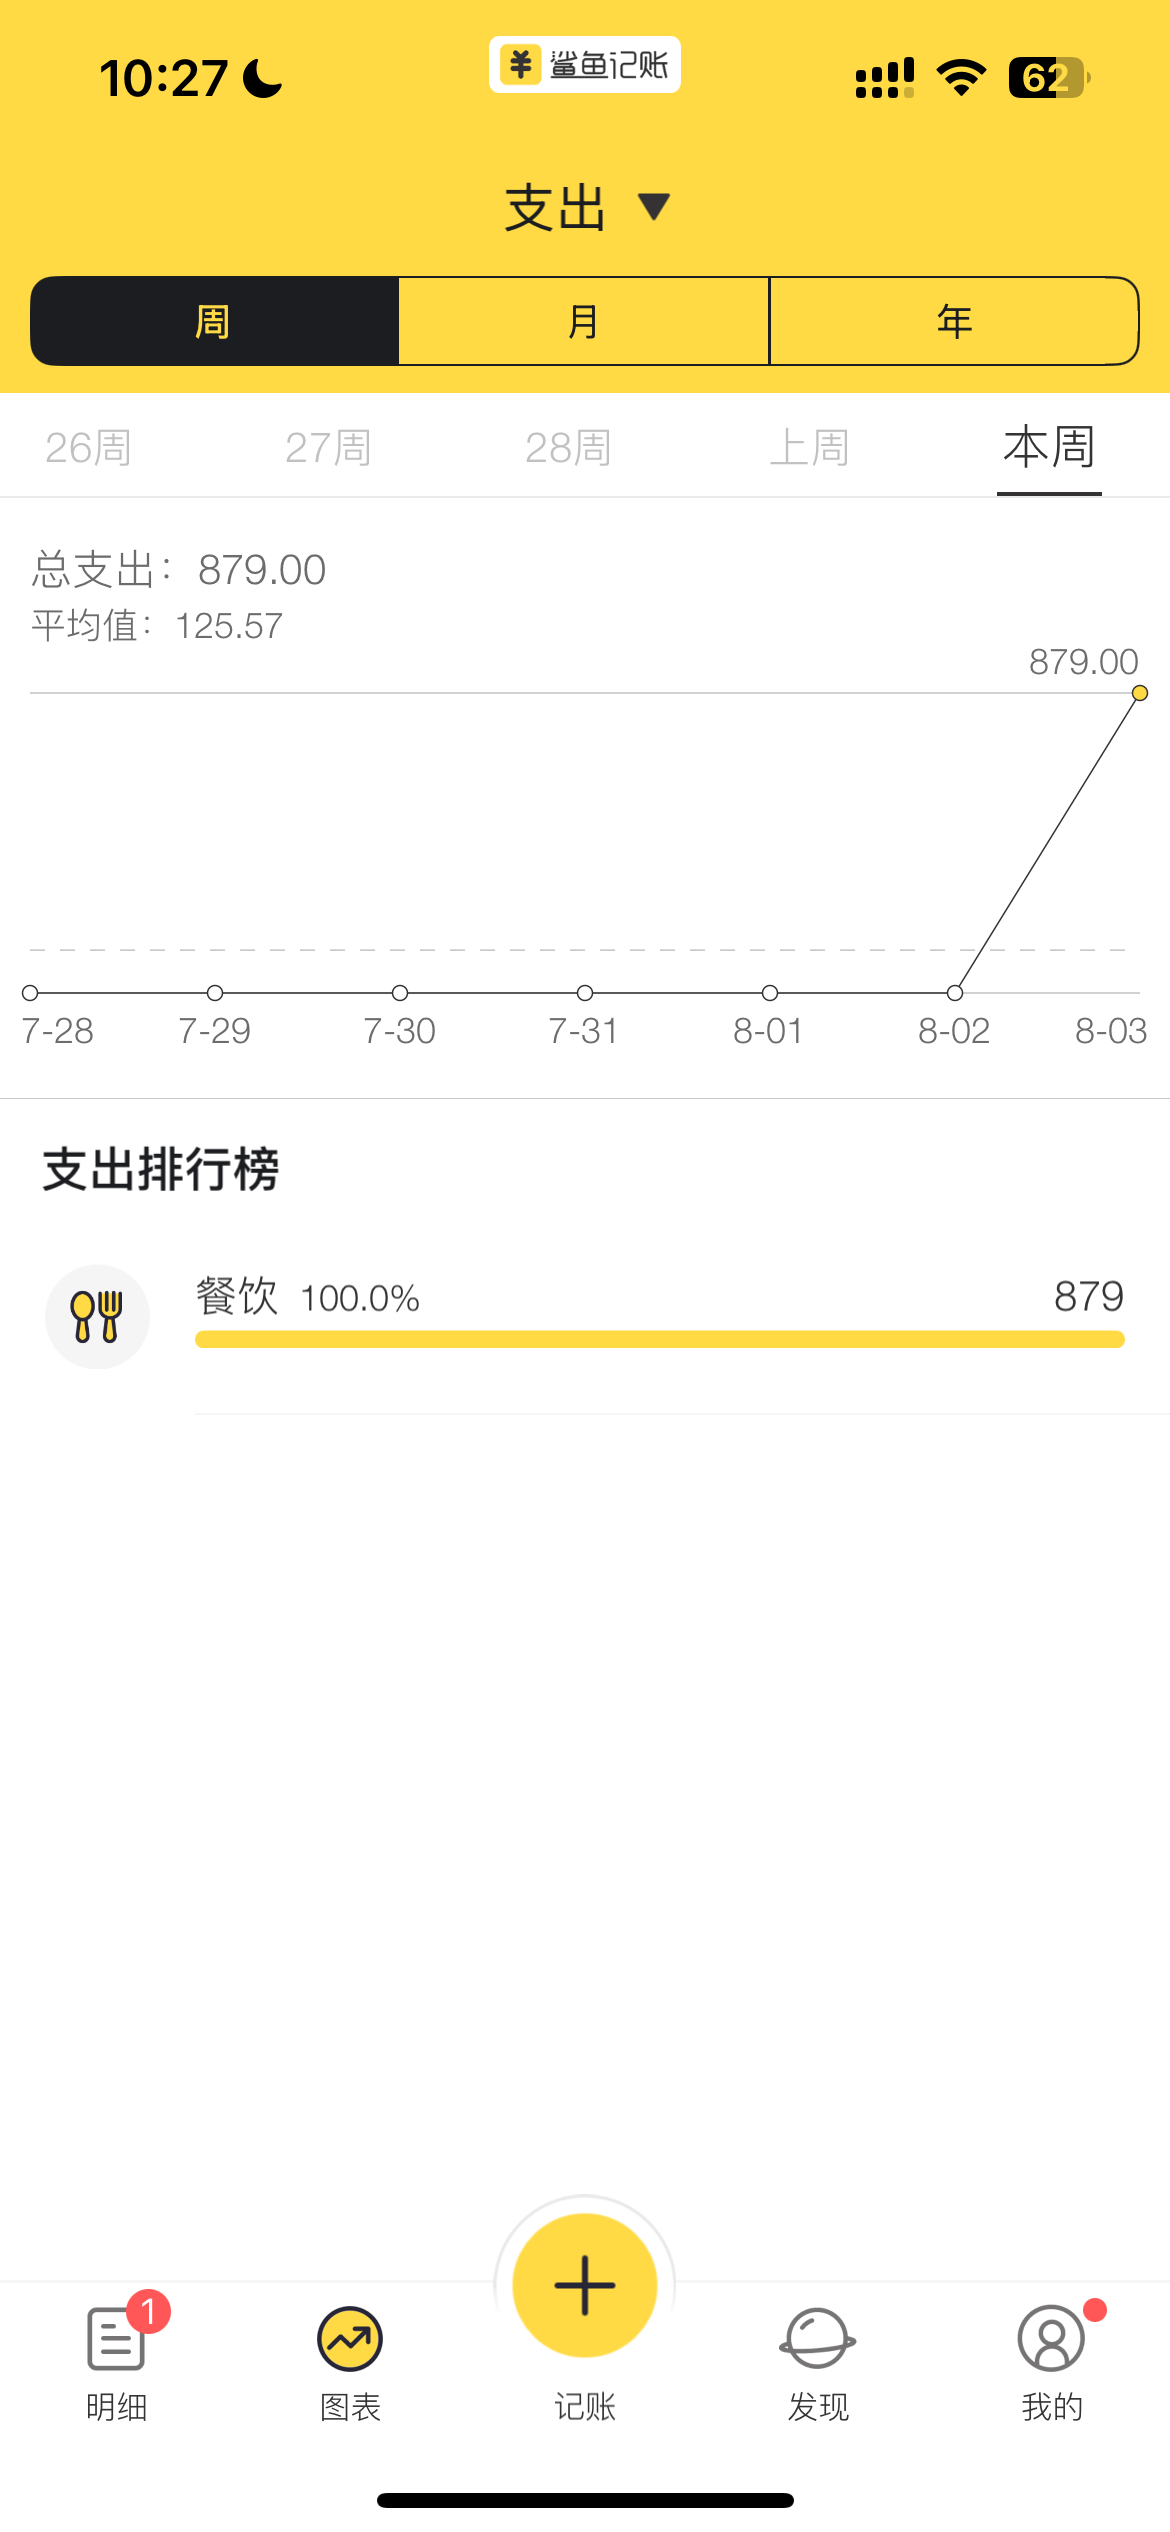 10:27
鲨鱼记账
62
支出
周 月 年
26周 27周 28周 上周 本周
总支出：879.00
平均值：125.57
879.00
7-28 7-29 7-30 7-31 8-01 8-02 8-03
支出排行榜
餐饮 100.0% 879
1
明细 图表 记账 发现 我的